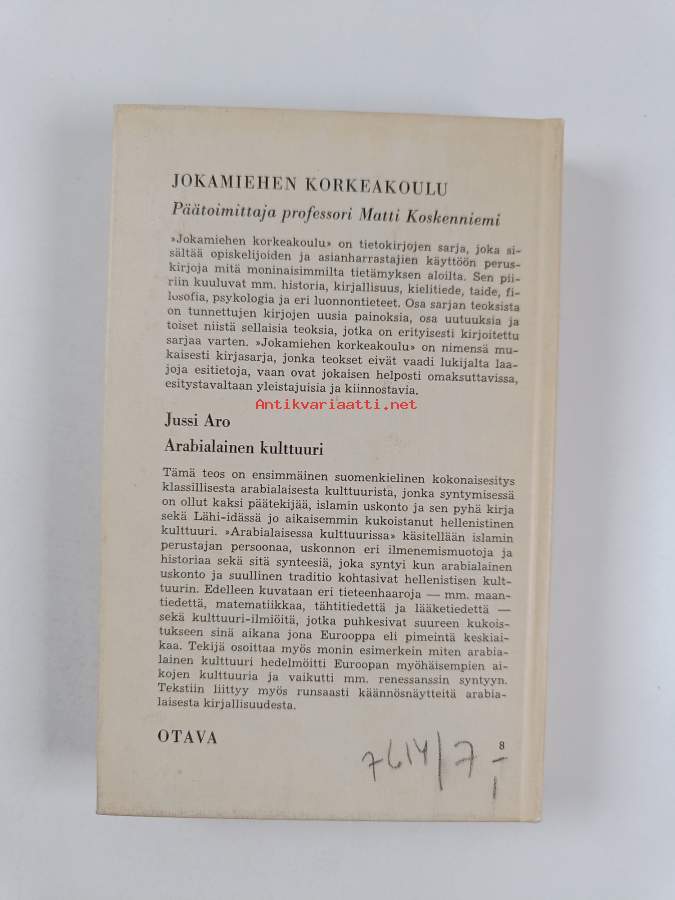 JOKAMIEHEN KORKEAKOULU
Päätoimittaja professori Matti Koskenniemi
»Jokamiehen korkeakoulu» on tietokirjojen sarja, joka si-
sältää opiskelijoiden ja asianharrastajien käyttöön perus-
kirjoja mitä moninaisimmilta tietämyksen aloilta. Sen pii-
riin kuuluvat mm. historia, kirjallisuus, kielitiede, taide, fi-
losofia, psykologia ja eri luonnontieteet. Osa sarjan teoksista
on tunnettujen kirjojen uusia painoksia, osa uutuuksia ja
toiset niistä sellaisia teoksia, jotka on erityisesti kirjoitettu
sarjaa varten. »Jokamiehen korkeakoulu» on nimensä mu-
kaisesti kirjasarja, jonka teokset eivät vaadi lukijalta laa-
joja esitietoja, vaan ovat jokaisen helposti omaksuttavissa,
esitystavaltaan yleistajuisia ja kiinnostavia.
Antikvariaatti.net
Jussi Aro
Arabialainen kulttuuri
Tämä teos on ensimmäinen suomenkielinen kokonaisesitys
klassillisesta arabialaisesta kulttuurista, jonka syntymisessä
on ollut kaksi päätekijää, islamin uskonto ja sen pyhä kirja
sekä Lähi-idässä jo aikaisemmin kukoistanut hellenistinen
kulttuuri. »Arabialaisessa kulttuurissa» käsitellään islamin
perustajan persoonaa, uskonnon eri ilmenemismuotoja ja
historiaa sekä sitä synteesiä, joka syntyi kun arabialainen
uskonto ja suullinen traditio kohtasivat hellenistisen kult-
tuurin. Edelleen kuvataan eri tieteenhaaroja — mm. maan-
tiedettä, matematiikkaa, tähtitiedettä ja lääketiedettä —
sekä kulttuuri-ilmiöitä, jotka puhkesivat suureen kukois-
tukseen sinä aikana jona Eurooppa eli pimeintä keskiai-
kaa. Tekijä osoittaa myös monin esimerkein miten arabia-
lainen kulttuuri hedelmöitti Euroopan myöhäisempien ai-
kojen kulttuuria ja vaikutti mm. renessanssin syntyyn.
Tekstiin liittyy myös runsaasti käännösnäytteitä arabia-
laisesta kirjallisuudesta.
OTAVA
8
7614/7-1